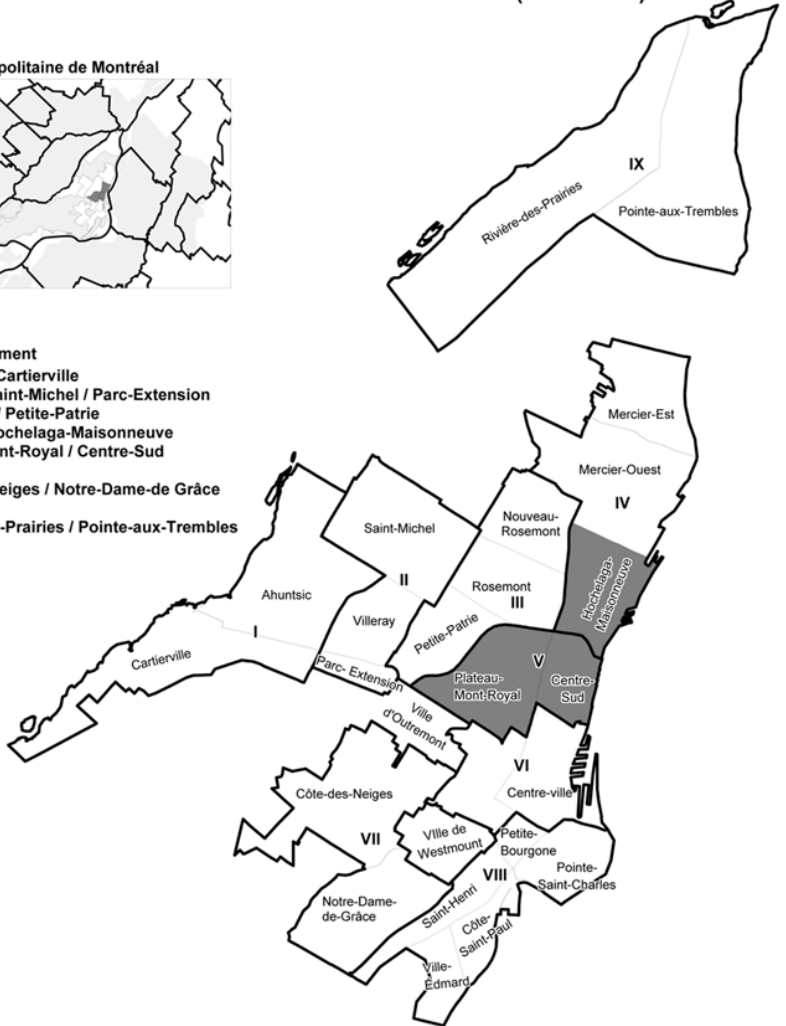 politaine de Montréal
IX
Rivière-des-Prairies
Pointe-aux-Trembles
ment
Cartierville
aint-Michel / Parc-Extension
/ Petite-Patrie
ochelaga-Maisonneuve
nt-Royal / Centre-Sud
eiges / Notre-Dame-de Grâce
-Prairies / Pointe-aux-Trembles
Mercier-Est
Mercier-Ouest
IV
Nouveau-
Rosemont
Saint-Michel
II
Hochelaga-
Maisonneuve
Rosemont
III
Ahuntsic
Villeray
Petite-Patrie
I
Cartierville
Parc- Extension
V
Plateau-
Mont-Royal
Centre-
Sud
Ville
d'Outremont
VI
Centre-ville
Côte-des-Neiges
VII
VIlle de
Westmount
Petite-
Bourgone
Pointe-
Saint-Charles
VIII
Notre-Dame-
de-Grâce
Saint-Henri
Côte-
Saint-Paul
Ville-
Édmard